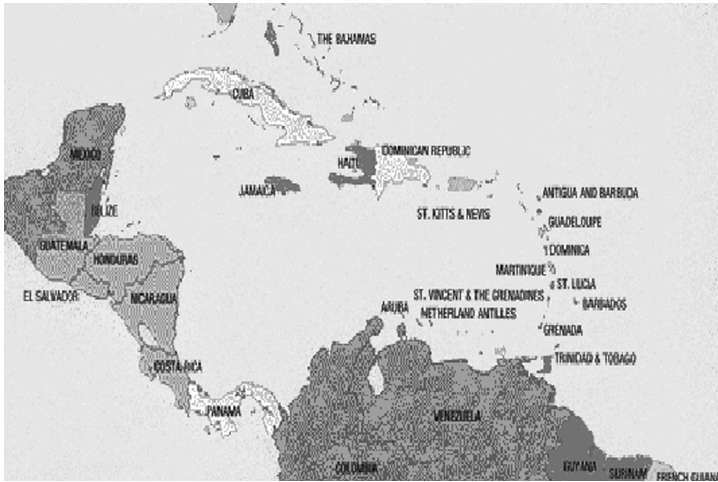 THE BAHAMAS
CUBA
MEXICO
HAITI
DOMINICAN REPUBLIC
JAMAICA
BELIZE
ANTIGUA AND BARBUDA
ST. KITTS & NEVIS
GUADELOUPE
GUATEMALA
HONDURAS
DOMINICA
MARTINIQUE
ST. LUCIA
EL SALVADOR
NICARAGUA
ST. VINCENT & THE GRENADINES
BARBADOS
ARUBA
NETHERLAND ANTILLES
GRENADA
COSTA RICA
TRINIDAD & TOBAGO
PANAMA
VENEZUELA
COLOMBIA
GUYANA
SURINAM
FRENCH GUIANA